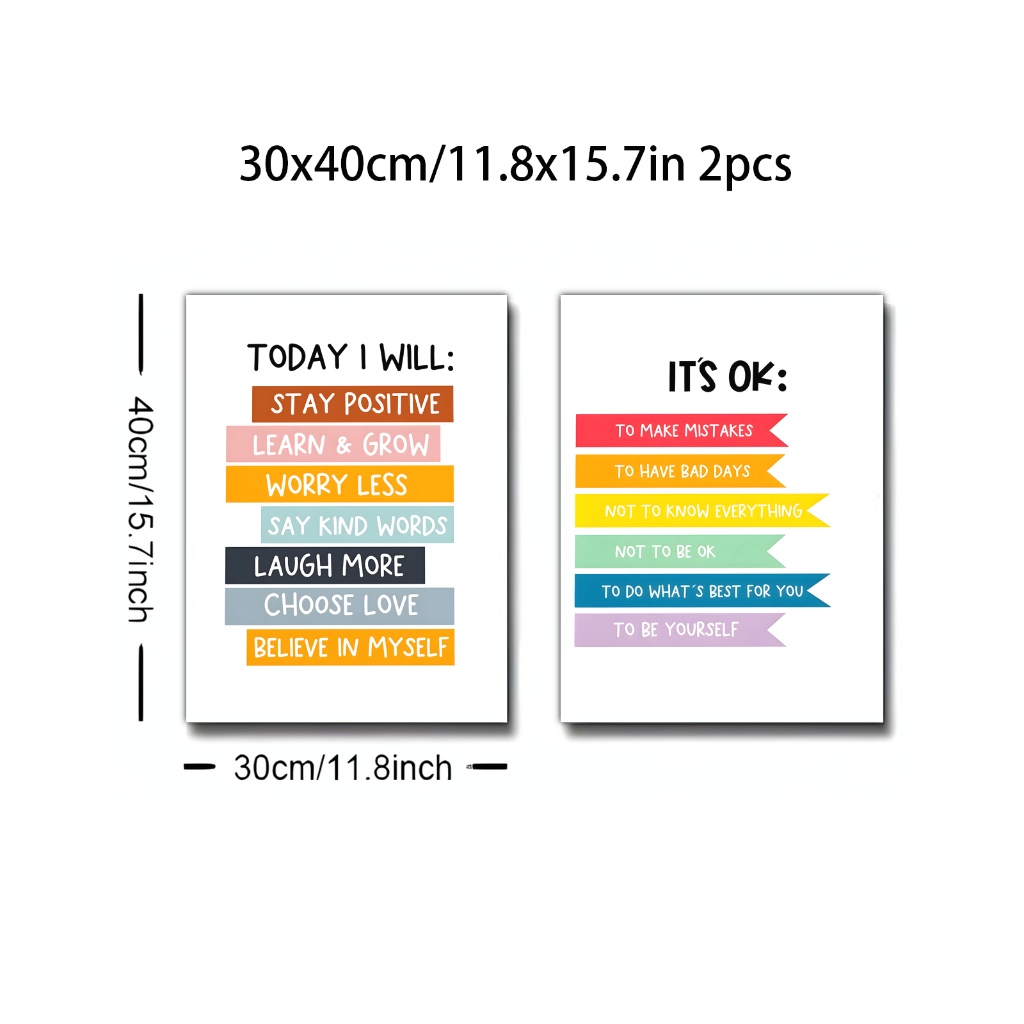 30x40cm/11.8x15.7in 2pcs
40cm/15.7inch
TODAY I WILL:
STAY POSITIVE
LEARN & GROW
WORRY LESS
SAY KIND WORDS
LAUGH MORE
CHOOSE LOVE
BELIEVE IN MYSELF
IT'S OK:
TO MAKE MISTAKES
TO HAVE BAD DAYS
NOT TO KNOW EVERYTHING
NOT TO BE OK
TO DO WHAT'S BEST FOR YOU
TO BE YOURSELF
30cm/11.8inch